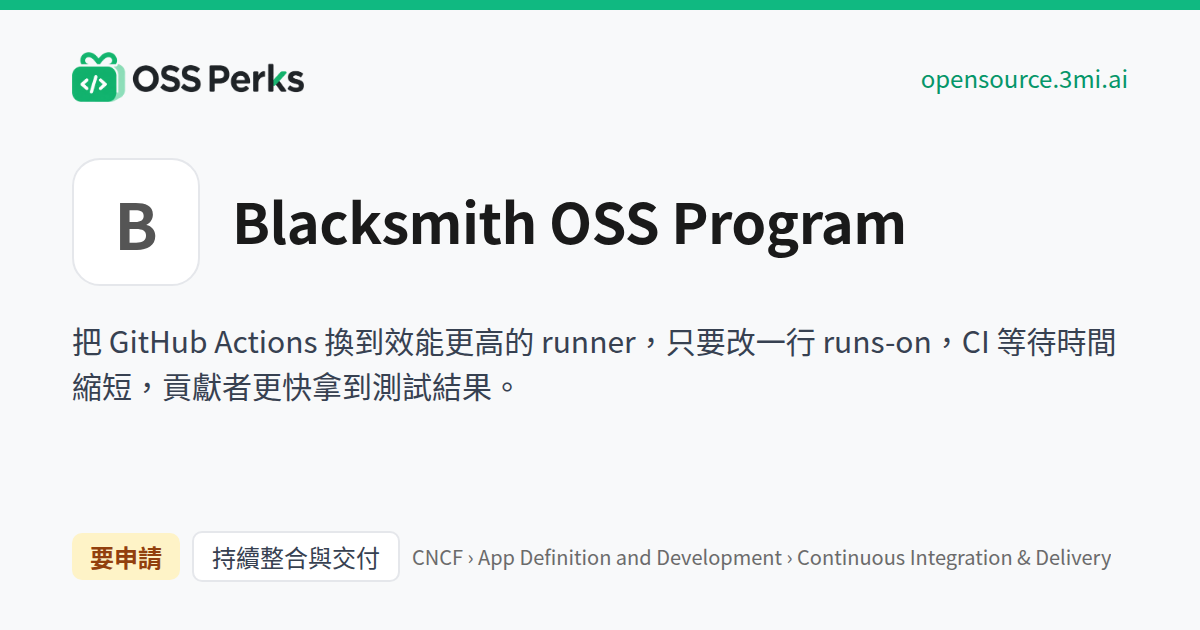 </> OSS Perks
opensource.3mi.ai
B
Blacksmith OSS Program
把 GitHub Actions 換到效能更高的 runner，只要改一行 runs-on，CI 等待時間
縮短，貢獻者更快拿到測試結果。
要申請
持續整合與交付
CNCF › App Definition and Development › Continuous Integration & Delivery